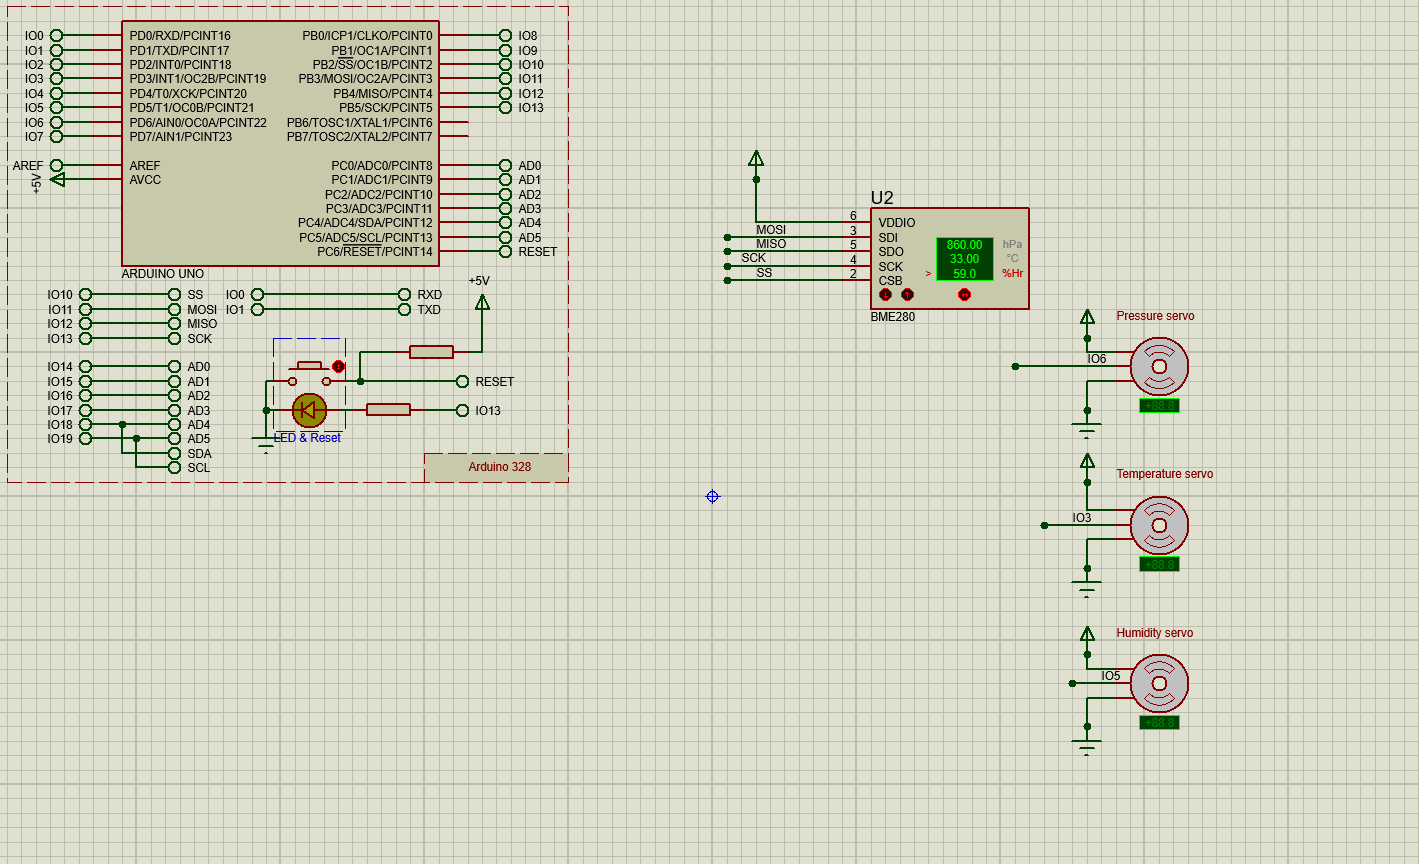 IO0 PD0/RXD/PCINT16 PB0/ICP1/CLKO/PCINT0 IO8
IO1 PD1/TXD/PCINT17 PB1/OC1A/PCINT1 IO9
IO2 PD2/INT0/PCINT18 PB2/SS/OC1B/PCINT2 IO10
IO3 PD3/INT1/OC2B/PCINT19 PB3/MOSI/OC2A/PCINT3 IO11
IO4 PD4/T0/XCK/PCINT20 PB4/MISO/PCINT4 IO12
IO5 PD5/T1/OC0B/PCINT21 PB5/SCK/PCINT5 IO13
IO6 PD6/AIN0/OC0A/PCINT22 PB6/TOSC1/XTAL1/PCINT6
IO7 PD7/AIN1/PCINT23 PB7/TOSC2/XTAL2/PCINT7
AREF AREF PC0/ADC0/PCINT8 AD0
+5V AVCC PC1/ADC1/PCINT9 AD1
PC2/ADC2/PCINT10 AD2
PC3/ADC3/PCINT11 AD3
PC4/ADC4/SDA/PCINT12 AD4
PC5/ADC5/SCL/PCINT13 AD5
PC6/RESET/PCINT14 RESET
ARDUINO UNO
IO10 SS IO0 RXD
IO11 MOSI IO1 TXD
IO12 MISO
IO13 SCK
+5V
IO14 AD0
IO15 AD1
IO16 AD2
IO17 AD3
IO18 AD4
IO19 AD5
SDA
SCL
RESET
IO13
LED & Reset
Arduino 328
U2
6 VDDIO
MOSI 3 SDI
MISO 5 SDO
SCK 4 SCK
SS 2 CSB
860.00 hPa
33.00 °C
> 59.0 %Hr
BME280
Pressure servo
IO6
+88.8
Temperature servo
IO3
+88.8
Humidity servo
IO5
+88.8